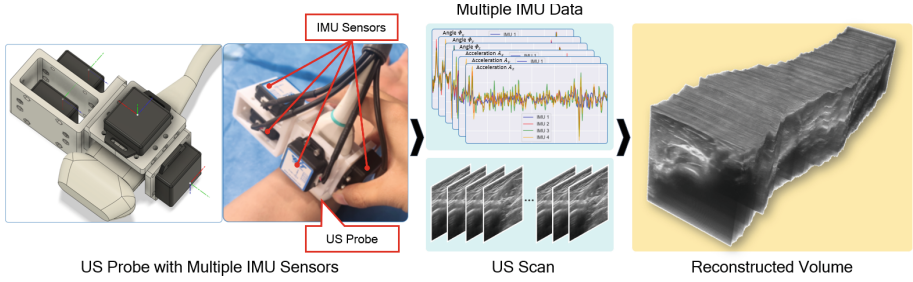 Multiple IMU Data
IMU Sensors
Angle
Angle
Angle
Acceleration
Acceleration
Acceleration
IMU 1
IMU 1
IMU 1
IMU 2
IMU 3
IMU 4
US Probe
US Probe with Multiple IMU Sensors
US Scan
Reconstructed Volume